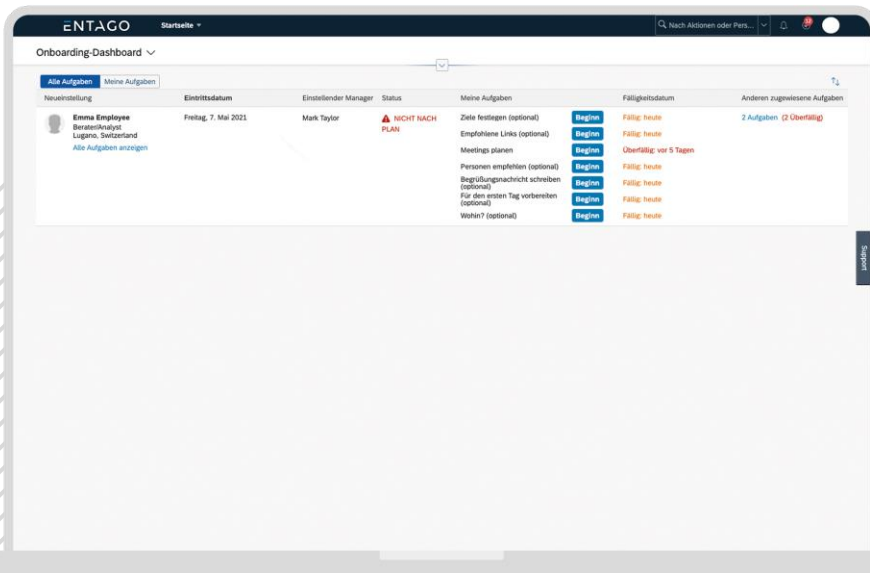 ENTAGO
Startseite
Nach Aktionen oder Pers...
Onboarding-Dashboard
Alle Aufgaben Meine Aufgaben
Neueinstellung Eintrittsdatum Einstellender Manager Status Meine Aufgaben Fälligkeitsdatum Anderen zugewiesene Aufgaben
Emma Employee
Berater/Analyst
Lugano, Switzerland
Alle Aufgaben anzeigen
Freitag, 7. Mai 2021
Mark Taylor
NICHT NACH
PLAN
Ziele festlegen (optional) Beginn Fällig: heute
Empfohlene Links (optional) Beginn Fällig: heute
Meetings planen Beginn Überfällig: vor 5 Tagen
Personen empfehlen (optional) Beginn Fällig: heute
Begrüßungsnachricht schreiben
(optional) Beginn Fällig: heute
Für den ersten Tag vorbereiten
(optional) Beginn Fällig: heute
Wohin? (optional) Beginn Fällig: heute
2 Aufgaben (2 Überfällig)
Support